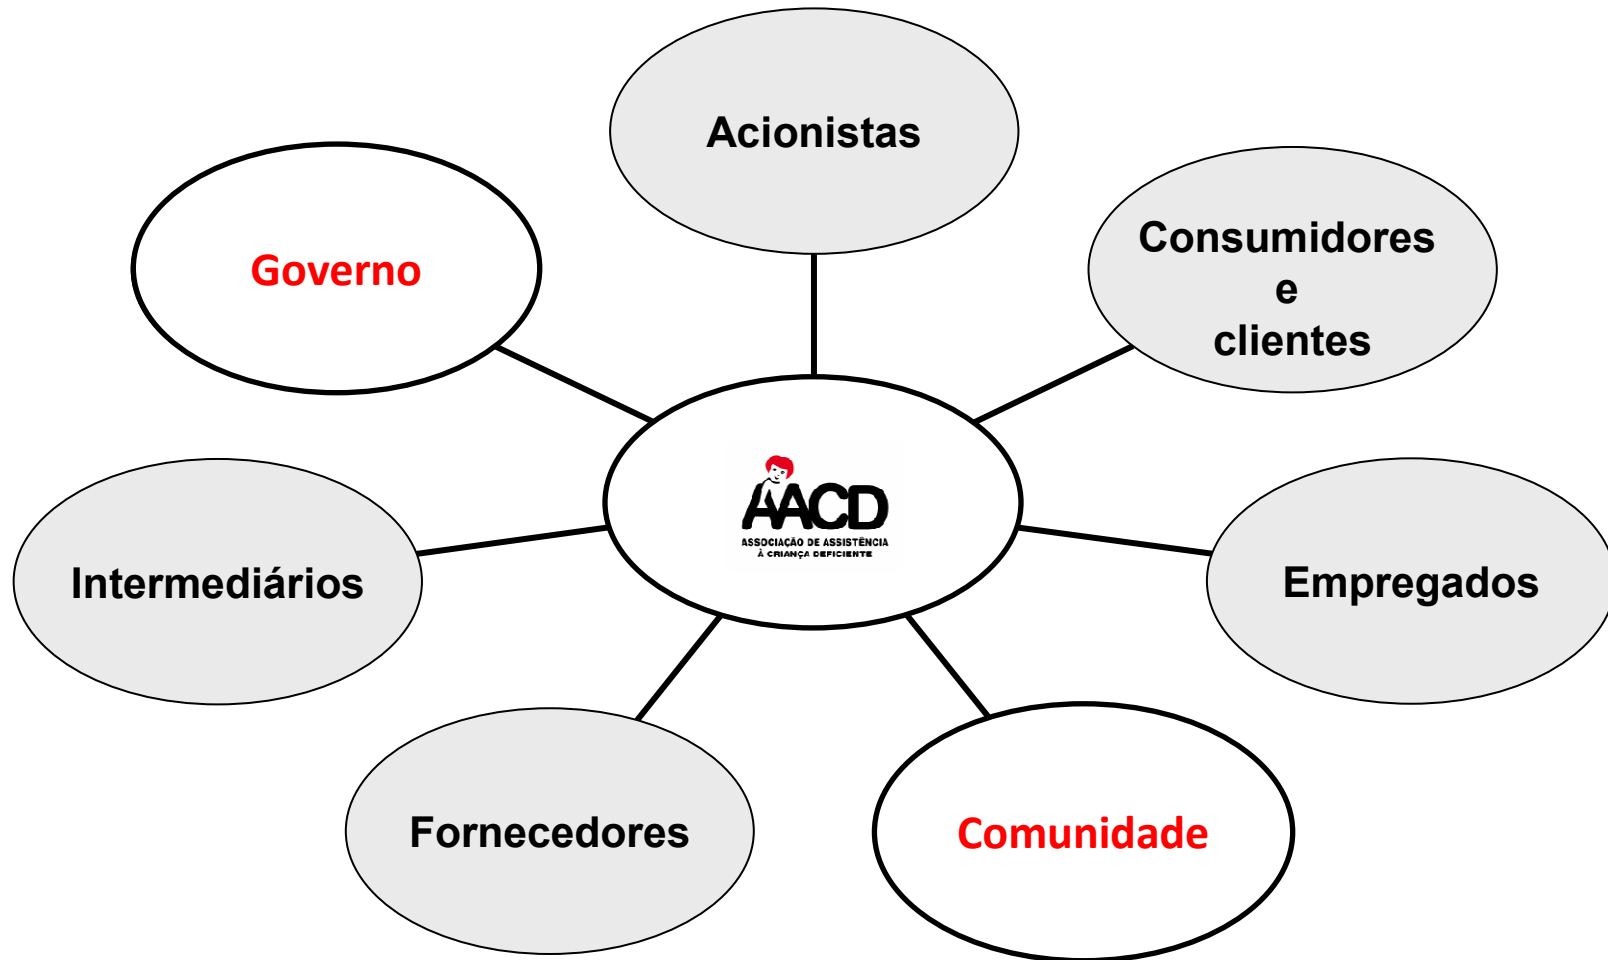 Acionistas
Governo
Consumidores
e
clientes
AACD
ASSOCIAÇÃO DE ASSISTÊNCIA
À CRIANÇA DEFICIENTE
Intermediários
Empregados
Fornecedores
Comunidade